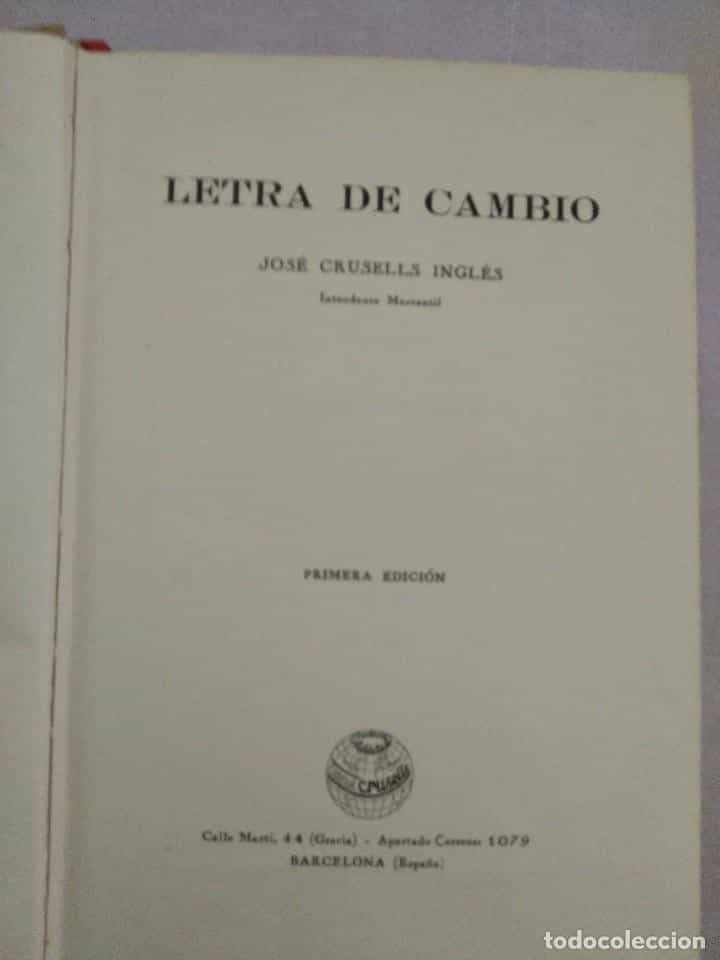 LETRA DE CAMBIO
JOSÉ CRUSELLS INGLÉS
Intendente Mercantil
PRIMERA EDICIÓN
CRUSELLS
Calle Martí, 44 (Gracia) - Apartado Correos 1079
BARCELONA (España)
todocoleccion